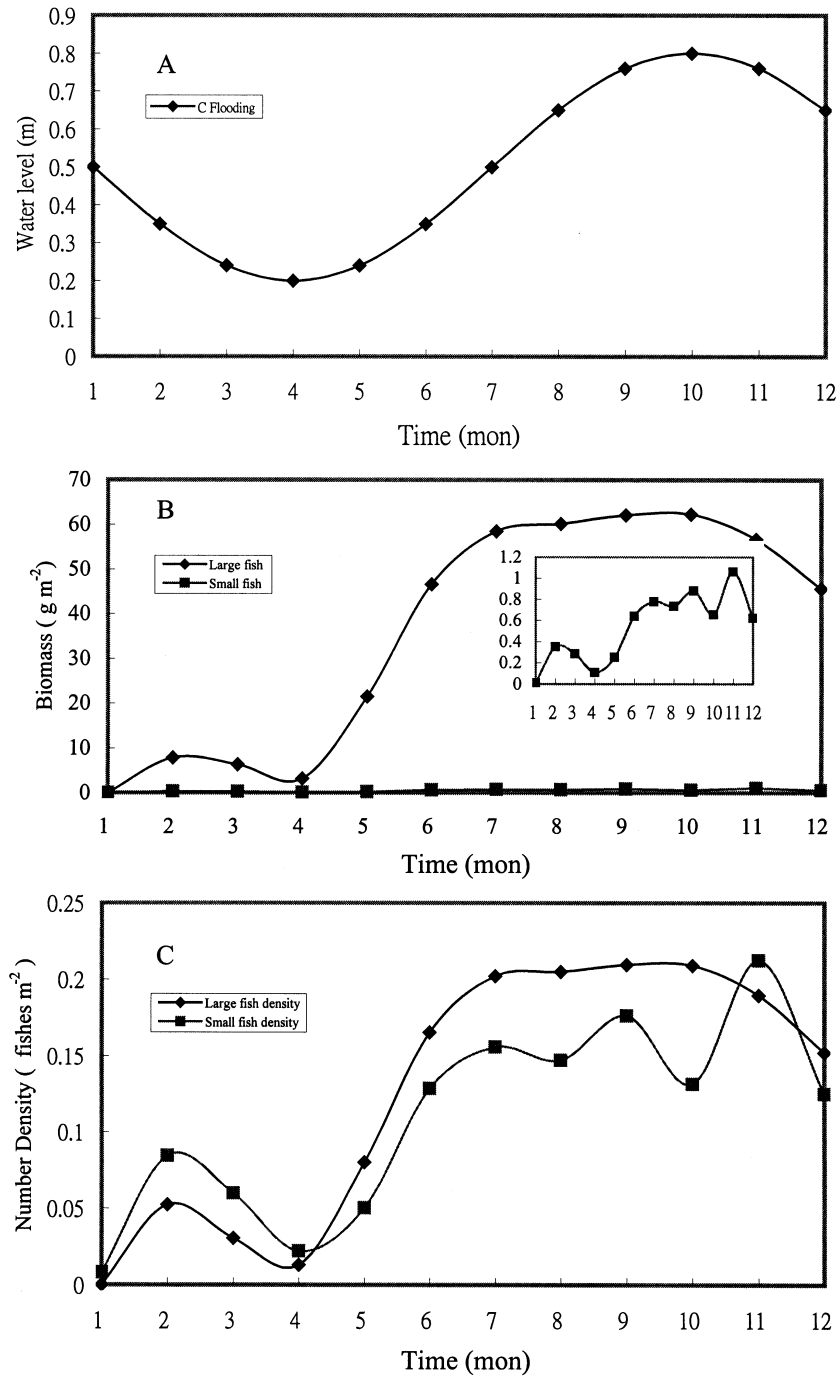 0.9
A
C Flooding
0.8
0.7
0.6
0.5
0.4
0.3
0.2
0.1
0
Water level (m)
1 2 3 4 5 6 7 8 9 10 11 12
Time (mon)
70
B
Large fish
Small fish
60
50
40
30
20
10
0
Biomass ( g m-2)
1.2
1
0.8
0.6
0.4
0.2
0
1 2 3 4 5 6 7 8 9 10 11 12
1 2 3 4 5 6 7 8 9 10 11 12
Time (mon)
0.25
C
Large fish density
Small fish density
0.2
0.15
0.1
0.05
0
Number Density ( fishes m-2 )
1 2 3 4 5 6 7 8 9 10 11 12
Time (mon)